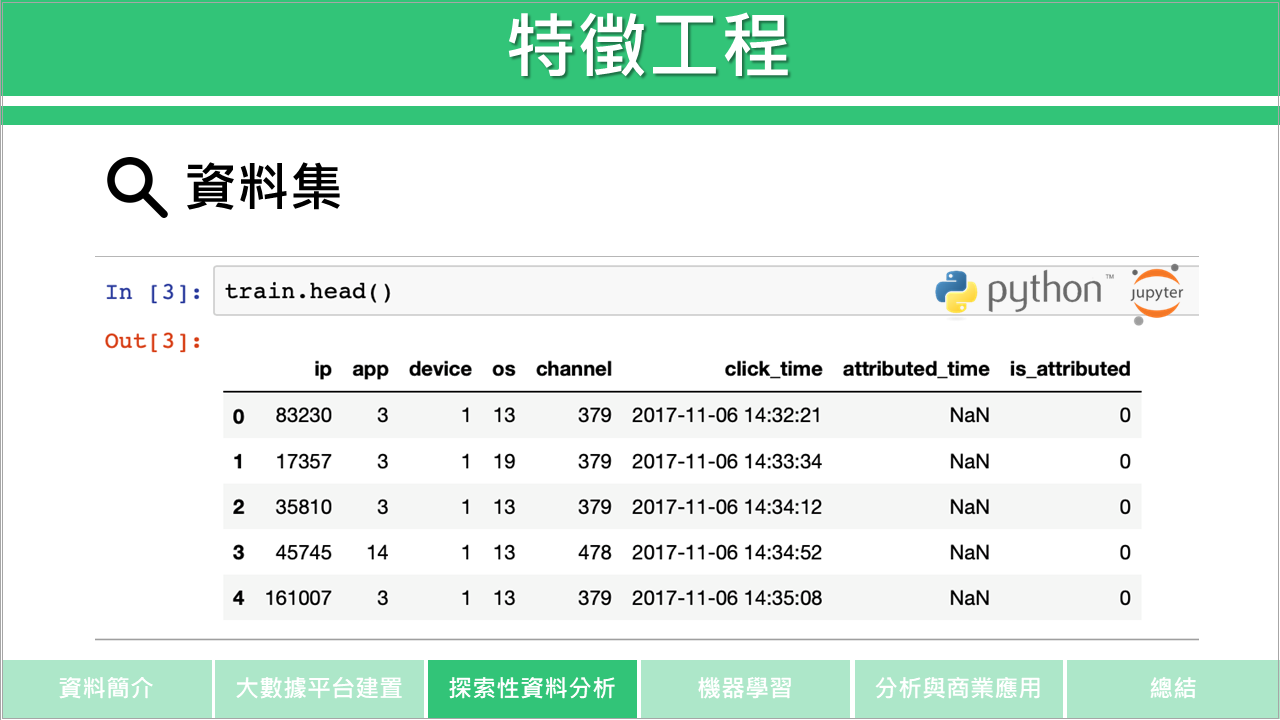 特徵工程
資料集
In [3]: train.head()
python™ jupyter
Out[3]:
ip app device os channel click_time attributed_time is_attributed
0 83230 3 1 13 379 2017-11-06 14:32:21 NaN 0
1 17357 3 1 19 379 2017-11-06 14:33:34 NaN 0
2 35810 3 1 13 379 2017-11-06 14:34:12 NaN 0
3 45745 14 1 13 478 2017-11-06 14:34:52 NaN 0
4 161007 3 1 13 379 2017-11-06 14:35:08 NaN 0
資料簡介 大數據平台建置 探索性資料分析 機器學習 分析與商業應用 總結